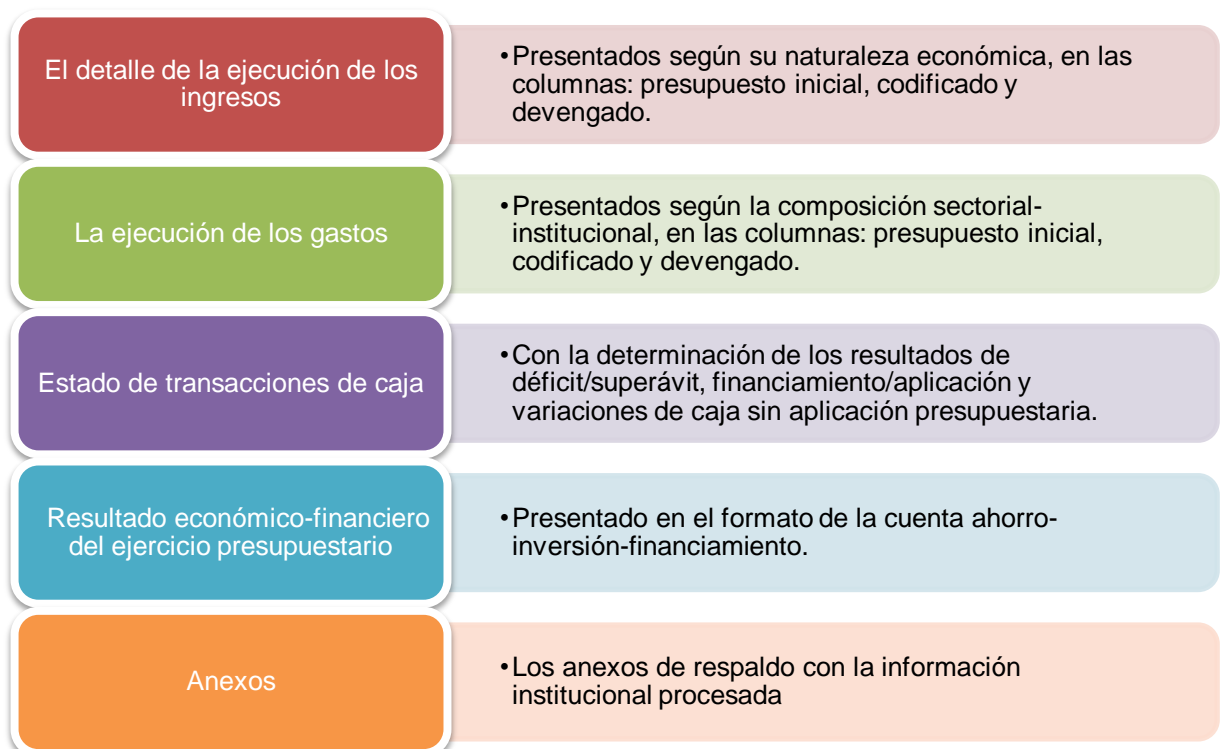 El detalle de la ejecución de los
ingresos
•Presentados según su naturaleza económica, en las
columnas: presupuesto inicial, codificado y
devengado.
La ejecución de los gastos
•Presentados según la composición sectorial-
institucional, en las columnas: presupuesto inicial,
codificado y devengado.
Estado de transacciones de caja
•Con la determinación de los resultados de
déficit/superávit, financiamiento/aplicación y
variaciones de caja sin aplicación presupuestaria.
Resultado económico-financiero
del ejercicio presupuestario
•Presentado en el formato de la cuenta ahorro-
inversión-financiamiento.
Anexos
•Los anexos de respaldo con la información
institucional procesada